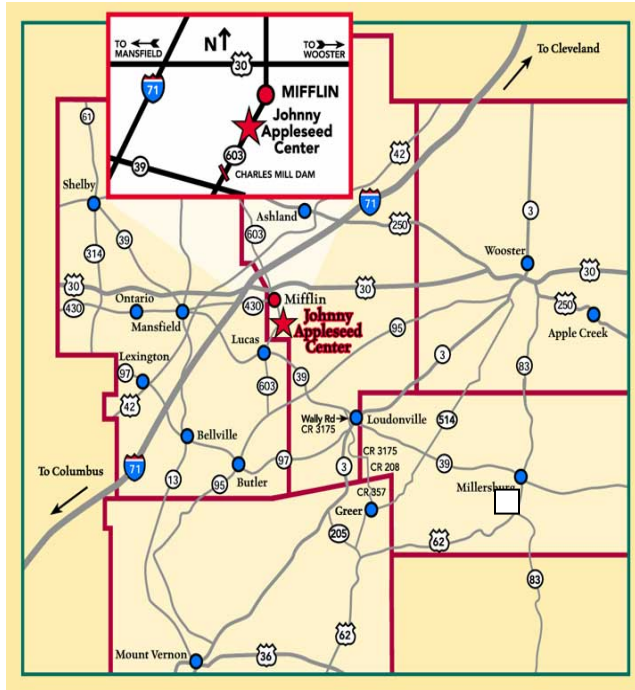 TO
MANSFIELD
N
TO
WOOSTER
30
71
MIFFLIN
Johnny
Appleseed
Center
603
39
CHARLES MILL DAM
To Cleveland
61
42
Shelby
71
Ashland
3
250
603
39
314
Wooster
30
30
30
430
Ontario
430
Mifflin
250
Mansfield
Johnny
Appleseed
Center
95
Apple Creek
Lucas
3
Lexington
97
39
83
603
42
Wally Rd
CR 3175
Loudonville
514
Bellville
CR 3175
To Columbus
71
97
3
CR 208
39
13
95
Butler
Millersburg
CR 357
Greer
205
62
83
62
Mount Vernon
36